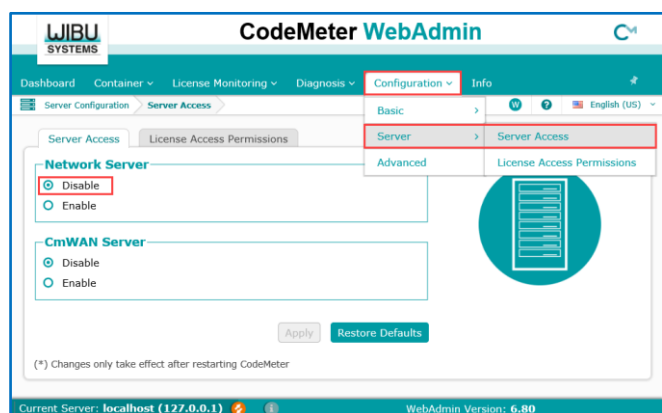 WIBU
SYSTEMS
CodeMeter WebAdmin
Dashboard Container License Monitoring Diagnosis Configuration Info
Server Configuration Server Access
Basic
W ? English (US)
Server Access License Access Permissions
Server
Server Access
Advanced
License Access Permissions
Network Server
Disable
Enable
CmWAN Server
Disable
Enable
Apply Restore Defaults
(*) Changes only take effect after restarting CodeMeter
Current Server: localhost (127.0.0.1) WebAdmin Version: 6.80